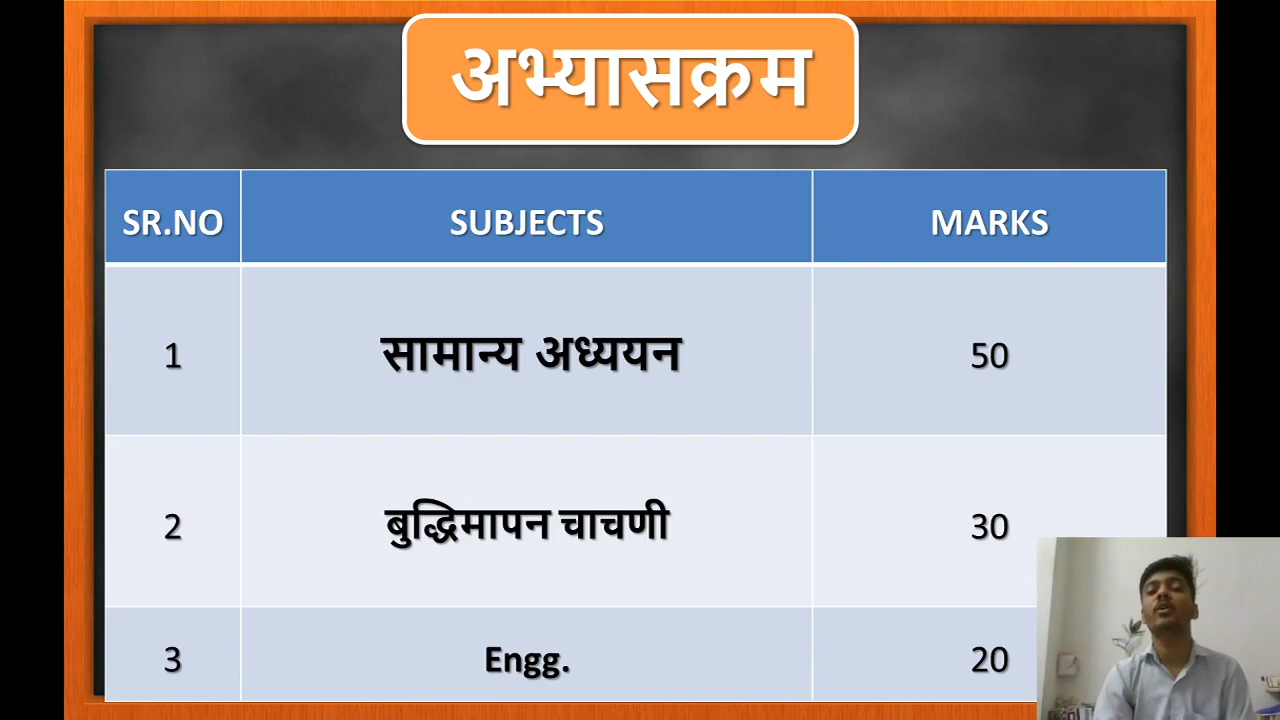 अभ्यासक्रम
SR.NO SUBJECTS MARKS
1 सामान्य अध्ययन 50
2 बुद्धिमापन चाचणी 30
3 Engg. 20